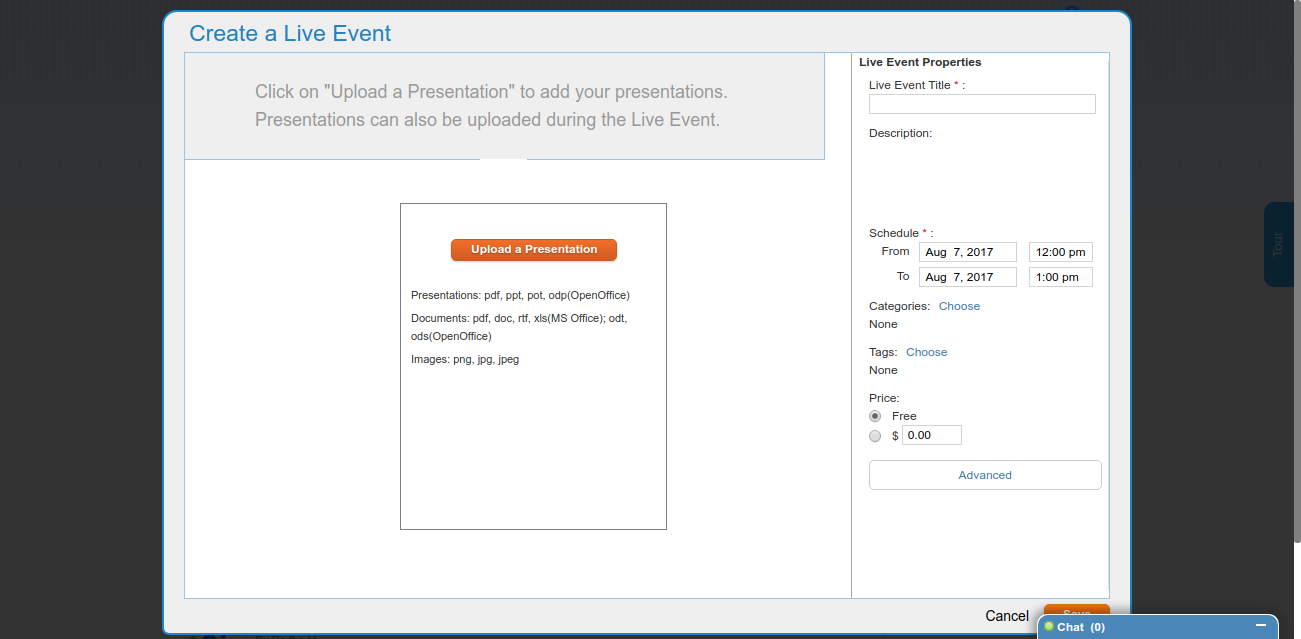 Create a Live Event
Click on "Upload a Presentation" to add your presentations.
Presentations can also be uploaded during the Live Event.
Upload a Presentation
Presentations: pdf, ppt, pot, odp(OpenOffice)
Documents: pdf, doc, rtf, xls(MS Office); odt,
ods(OpenOffice)
Images: png, jpg, jpeg
Live Event Properties
Live Event Title * :
Description:
Schedule * :
From Aug 7, 2017 12:00 pm
To Aug 7, 2017 1:00 pm
Categories: Choose
None
Tags: Choose
None
Price:
Free
$ 0.00
Advanced
Tour
Cancel Save
Chat (0)